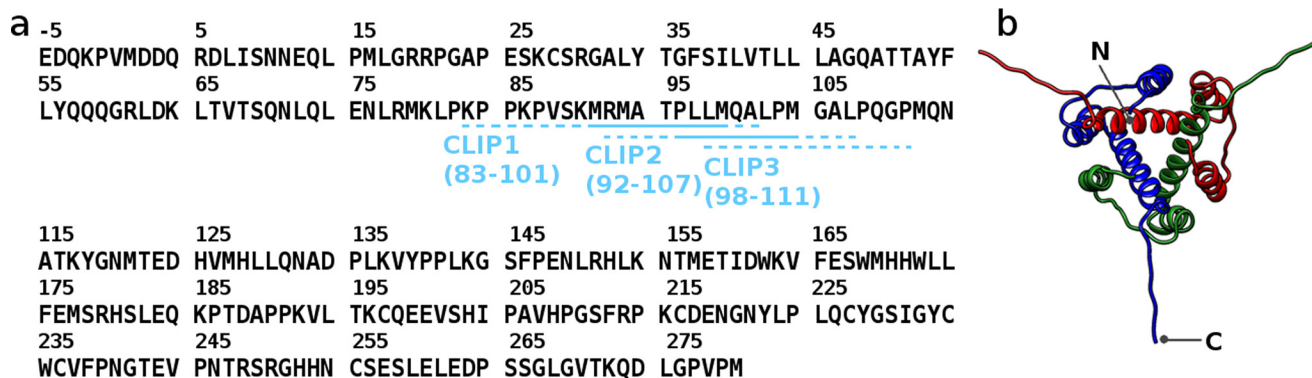 a
-5 5 15 25 35 45
EDQKPVMDDQ RDLISNNEQL PMLGRRPGAP ESKCSRGALY TGFSILVTLL LAGQATTAYF
55 65 75 85 95 105
LYQQQGRLDK LTVTSQNLQL ENLRMKLPKP PKPVSKMRMA TPLLMQALPM GALPQGPMQN
CLIP1
(83-101)
CLIP2
(92-107)
CLIP3
(98-111)
115 125 135 145 155 165
ATKYGNMTED HVMHLLQNAD PLKVYPPLKG SFPENLRHLK NTMETIDWKV FESWMHHWLL
175 185 195 205 215 225
FEMSRHSLEQ KPTDAPPKVL TKCQEEVSHI PAVHPGSFRP KCDENGNYLP LQCYGSIGYC
235 245 255 265 275
WCVFPNGTEV PNTRSRGHHN CSESLELEDP SSGLGVTKQD LGPVPM
b
N
C